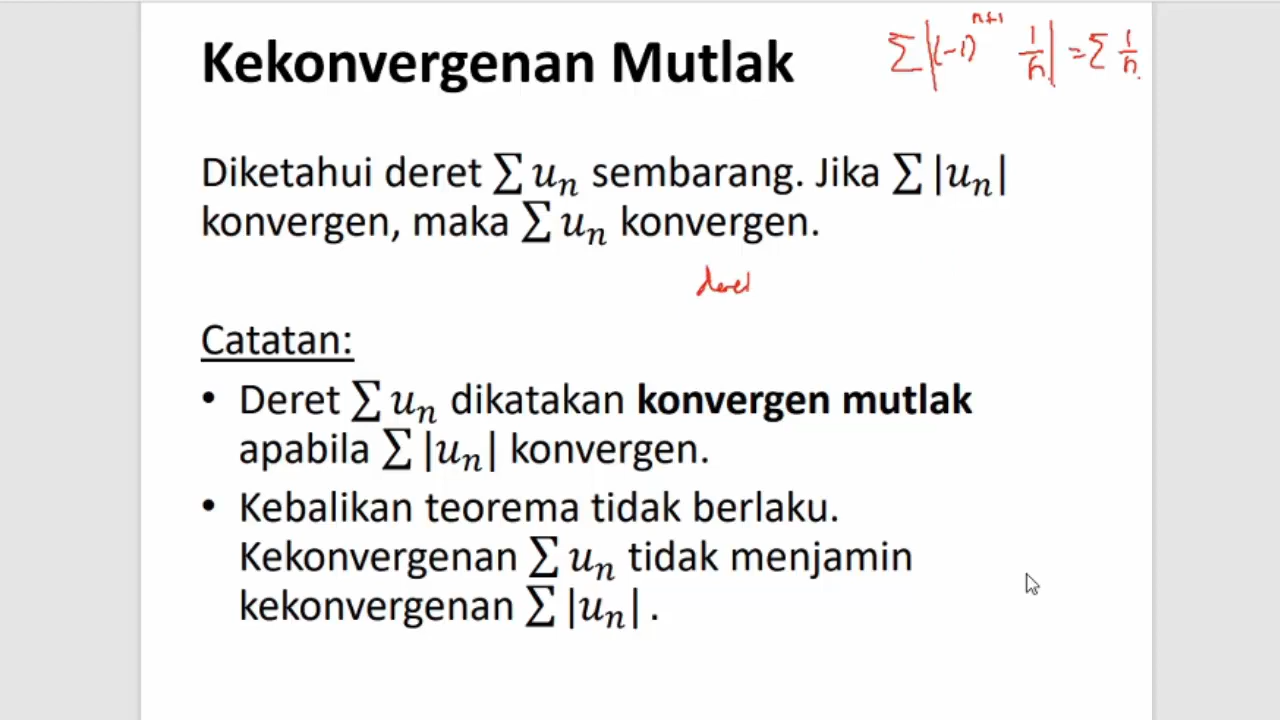 Kekonvergenan Mutlak
∑|(-1)^{n+1} 1/n| = ∑ 1/n
Diketahui deret ∑ uₙ sembarang. Jika ∑ |uₙ|
konvergen, maka ∑ uₙ konvergen.
deret
Catatan:
• Deret ∑ uₙ dikatakan konvergen mutlak
apabila ∑ |uₙ| konvergen.
• Kebalikan teorema tidak berlaku.
Kekonvergenan ∑ uₙ tidak menjamin
kekonvergenan ∑ |uₙ| .